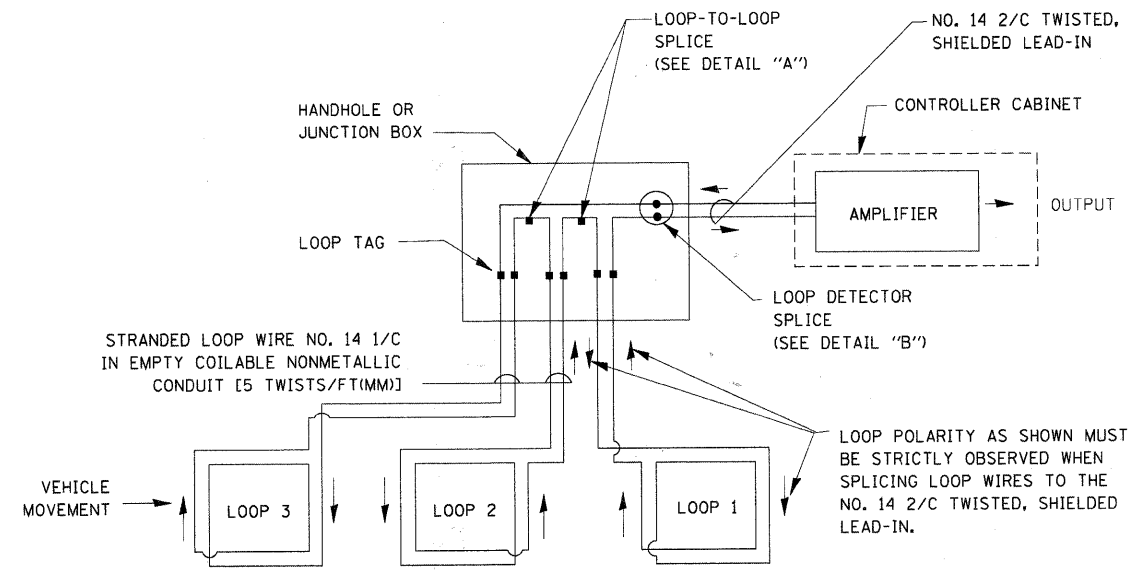 LOOP-TO-LOOP
SPLICE
(SEE DETAIL "A")
NO. 14 2/C TWISTED,
SHIELDED LEAD-IN
HANDHOLE OR
JUNCTION BOX
CONTROLLER CABINET
AMPLIFIER
OUTPUT
LOOP TAG
LOOP DETECTOR
SPLICE
(SEE DETAIL "B")
STRANDED LOOP WIRE NO. 14 1/C
IN EMPTY COILABLE NONMETALLIC
CONDUIT [5 TWISTS/FT(MM)]
LOOP POLARITY AS SHOWN MUST
BE STRICTLY OBSERVED WHEN
SPLICING LOOP WIRES TO THE
NO. 14 2/C TWISTED, SHIELDED
LEAD-IN.
VEHICLE
MOVEMENT
LOOP 3
LOOP 2
LOOP 1